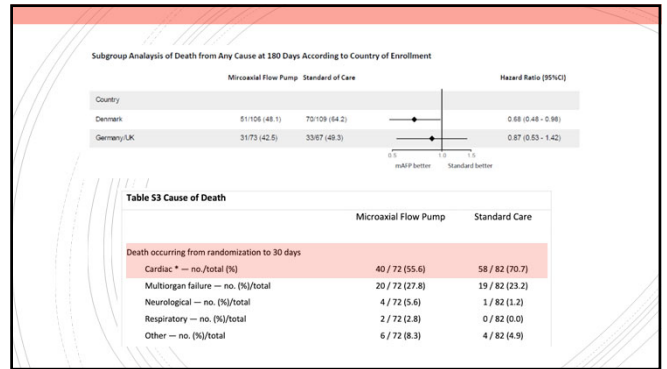 Subgroup Analaysis of Death from Any Cause at 180 Days According to Country of Enrollment
Mircoaxial Flow Pump Standard of Care Hazard Ratio (95%CI)
Country
Denmark 51/106 (48.1) 70/109 (64.2) 0.68 (0.48 - 0.98)
Germany/UK 31/73 (42.5) 33/67 (49.3) 0.87 (0.53 - 1.42)
0.5 1.0 1.5
mAFP better Standard better
Table S3 Cause of Death
Microaxial Flow Pump Standard Care
Death occurring from randomization to 30 days
Cardiac * — no./total (%) 40 / 72 (55.6) 58 / 82 (70.7)
Multiorgan failure — no. (%)/total 20 / 72 (27.8) 19 / 82 (23.2)
Neurological — no. (%)/total 4 / 72 (5.6) 1 / 82 (1.2)
Respiratory — no. (%)/total 2 / 72 (2.8) 0 / 82 (0.0)
Other — no. (%)/total 6 / 72 (8.3) 4 / 82 (4.9)